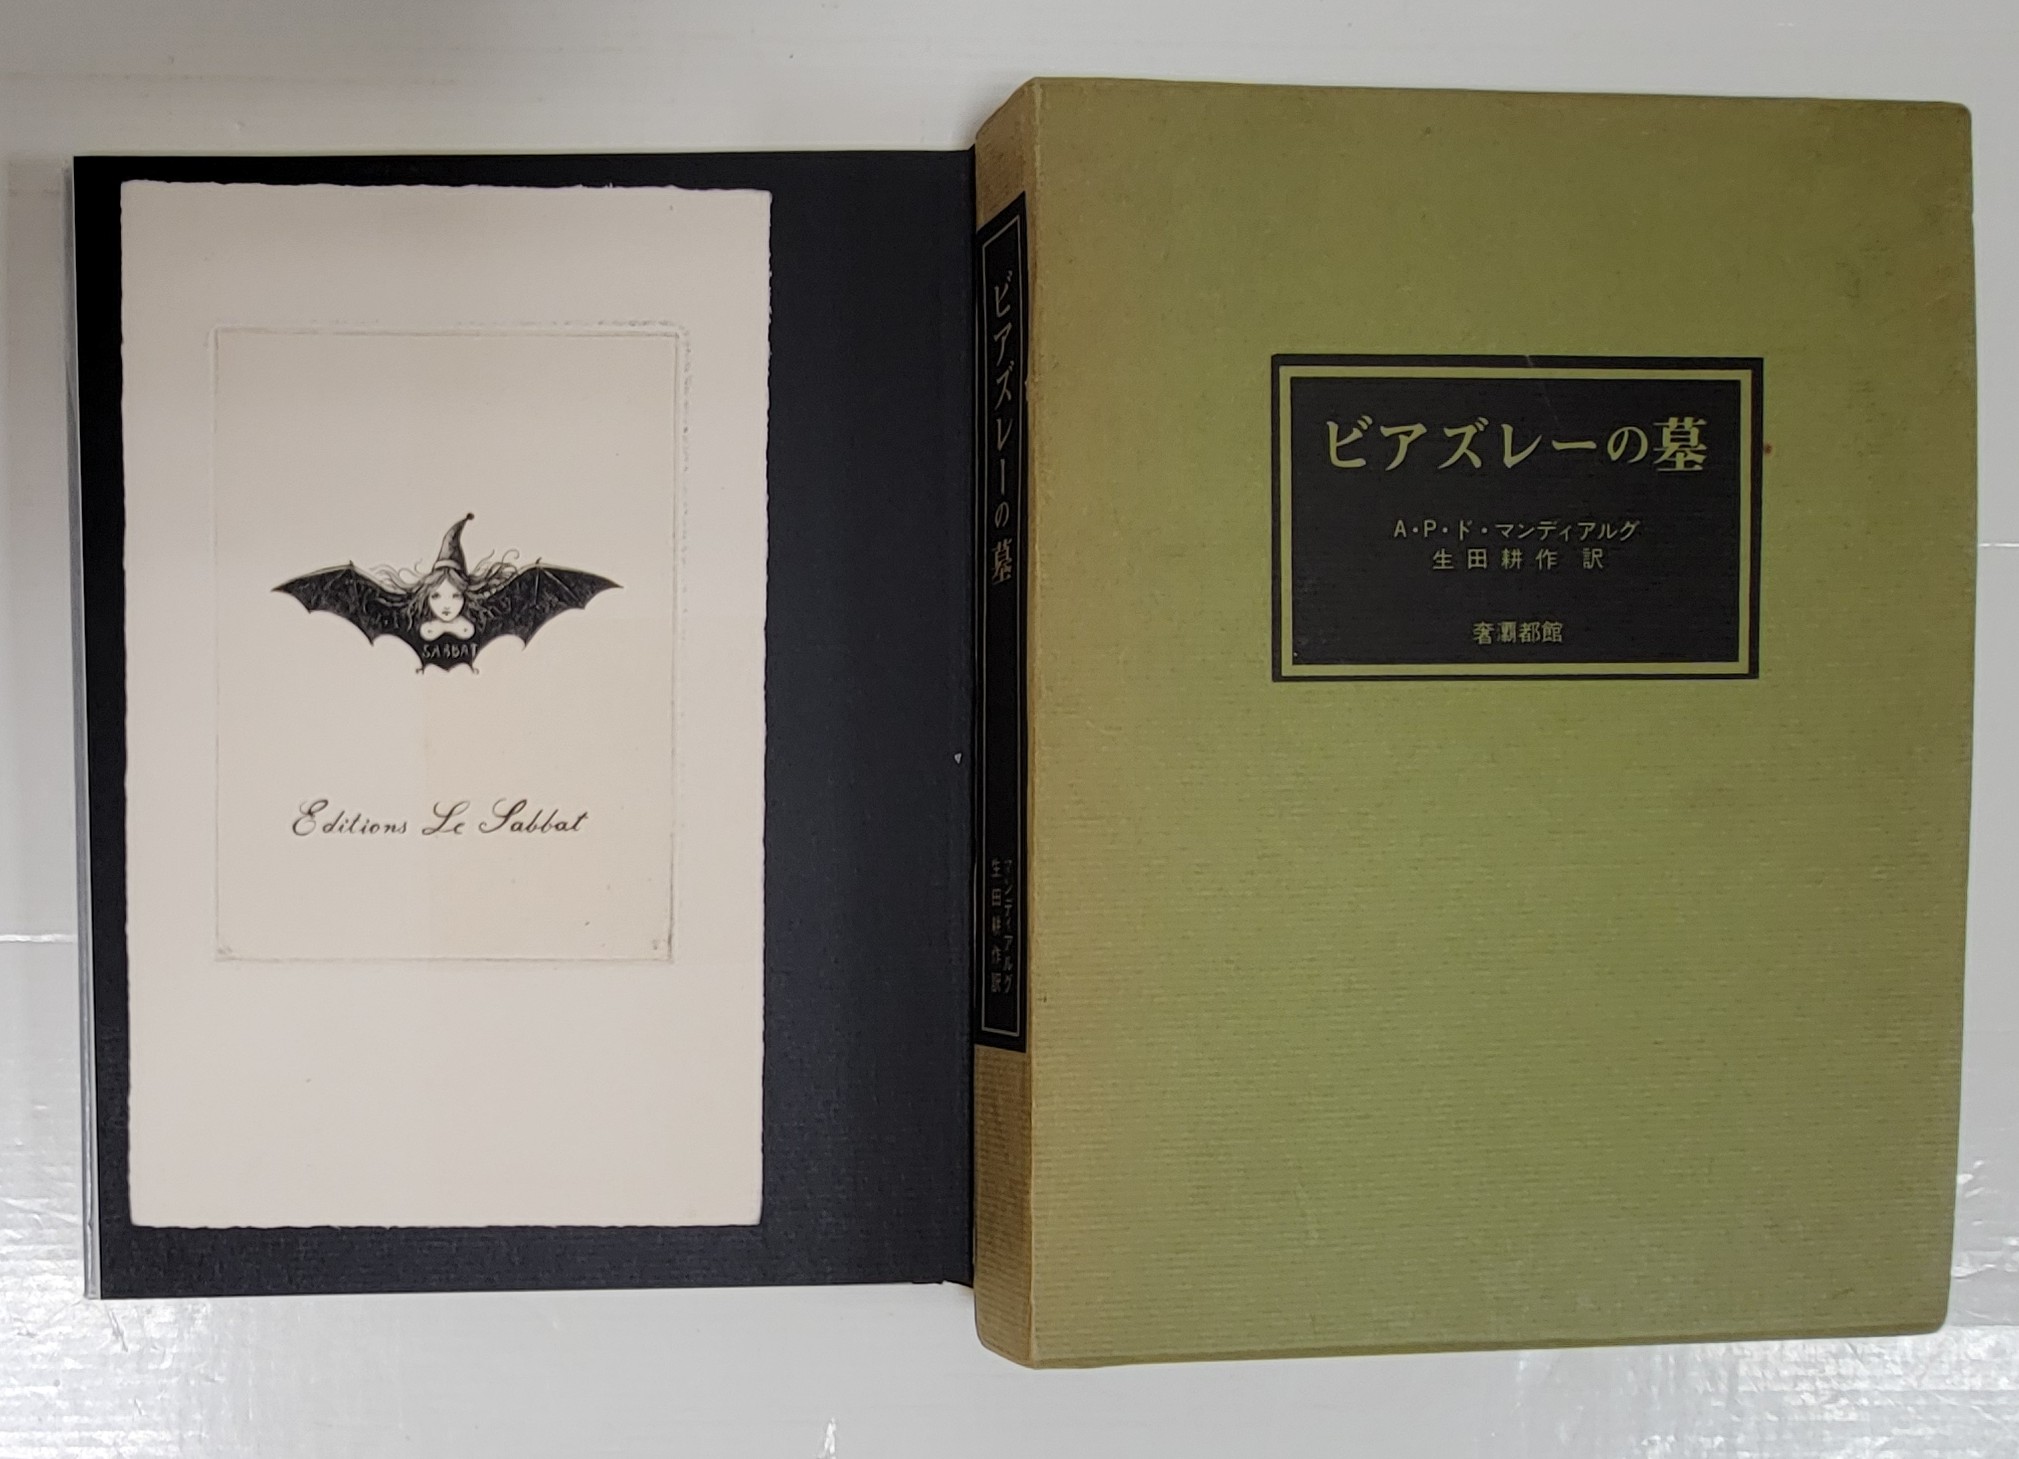 SABBAT
Editions Le Sabbat
ビアズレーの墓
マンディアルグ
生田耕作訳
ビアズレーの墓
A・P・ド・マンディアルグ
生田耕作 訳
奢灞都館